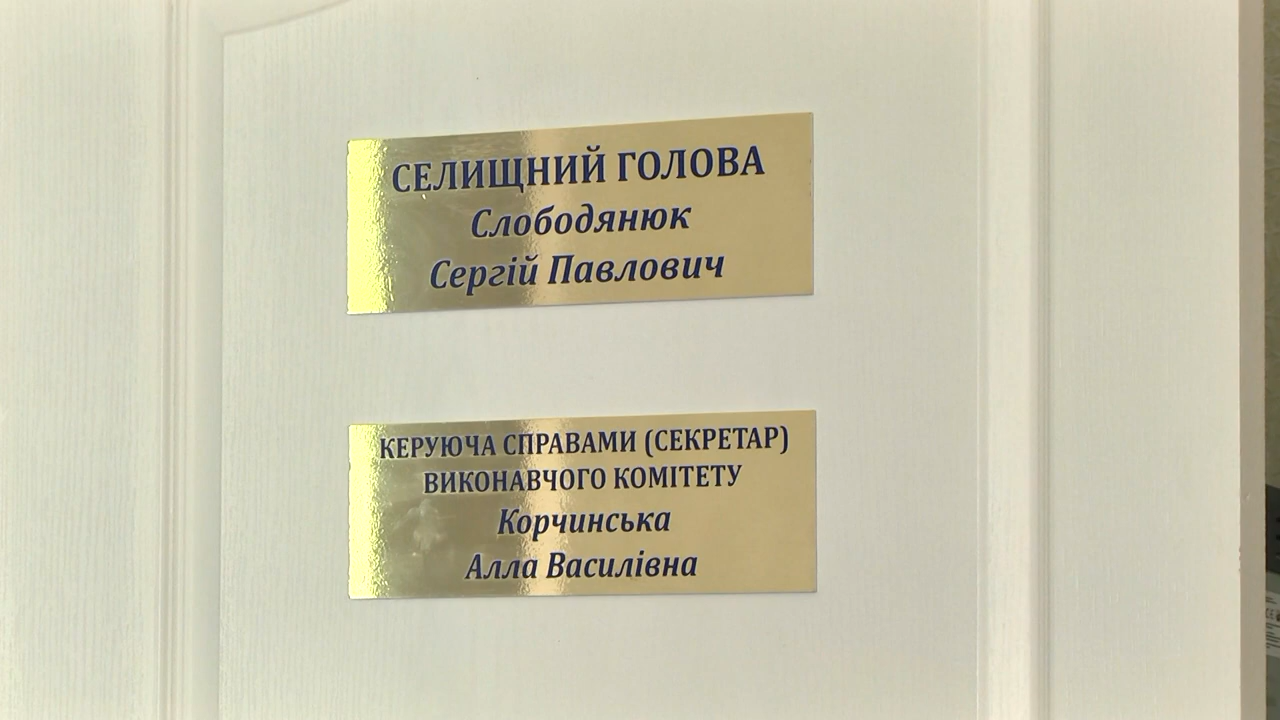 СЕЛИЩНИЙ ГОЛОВА
Слободянюк
Сергій Павлович
КЕРУЮЧА СПРАВАМИ (СЕКРЕТАР)
ВИКОНАВЧОГО КОМІТЕТУ
Корчинська
Алла Василівна